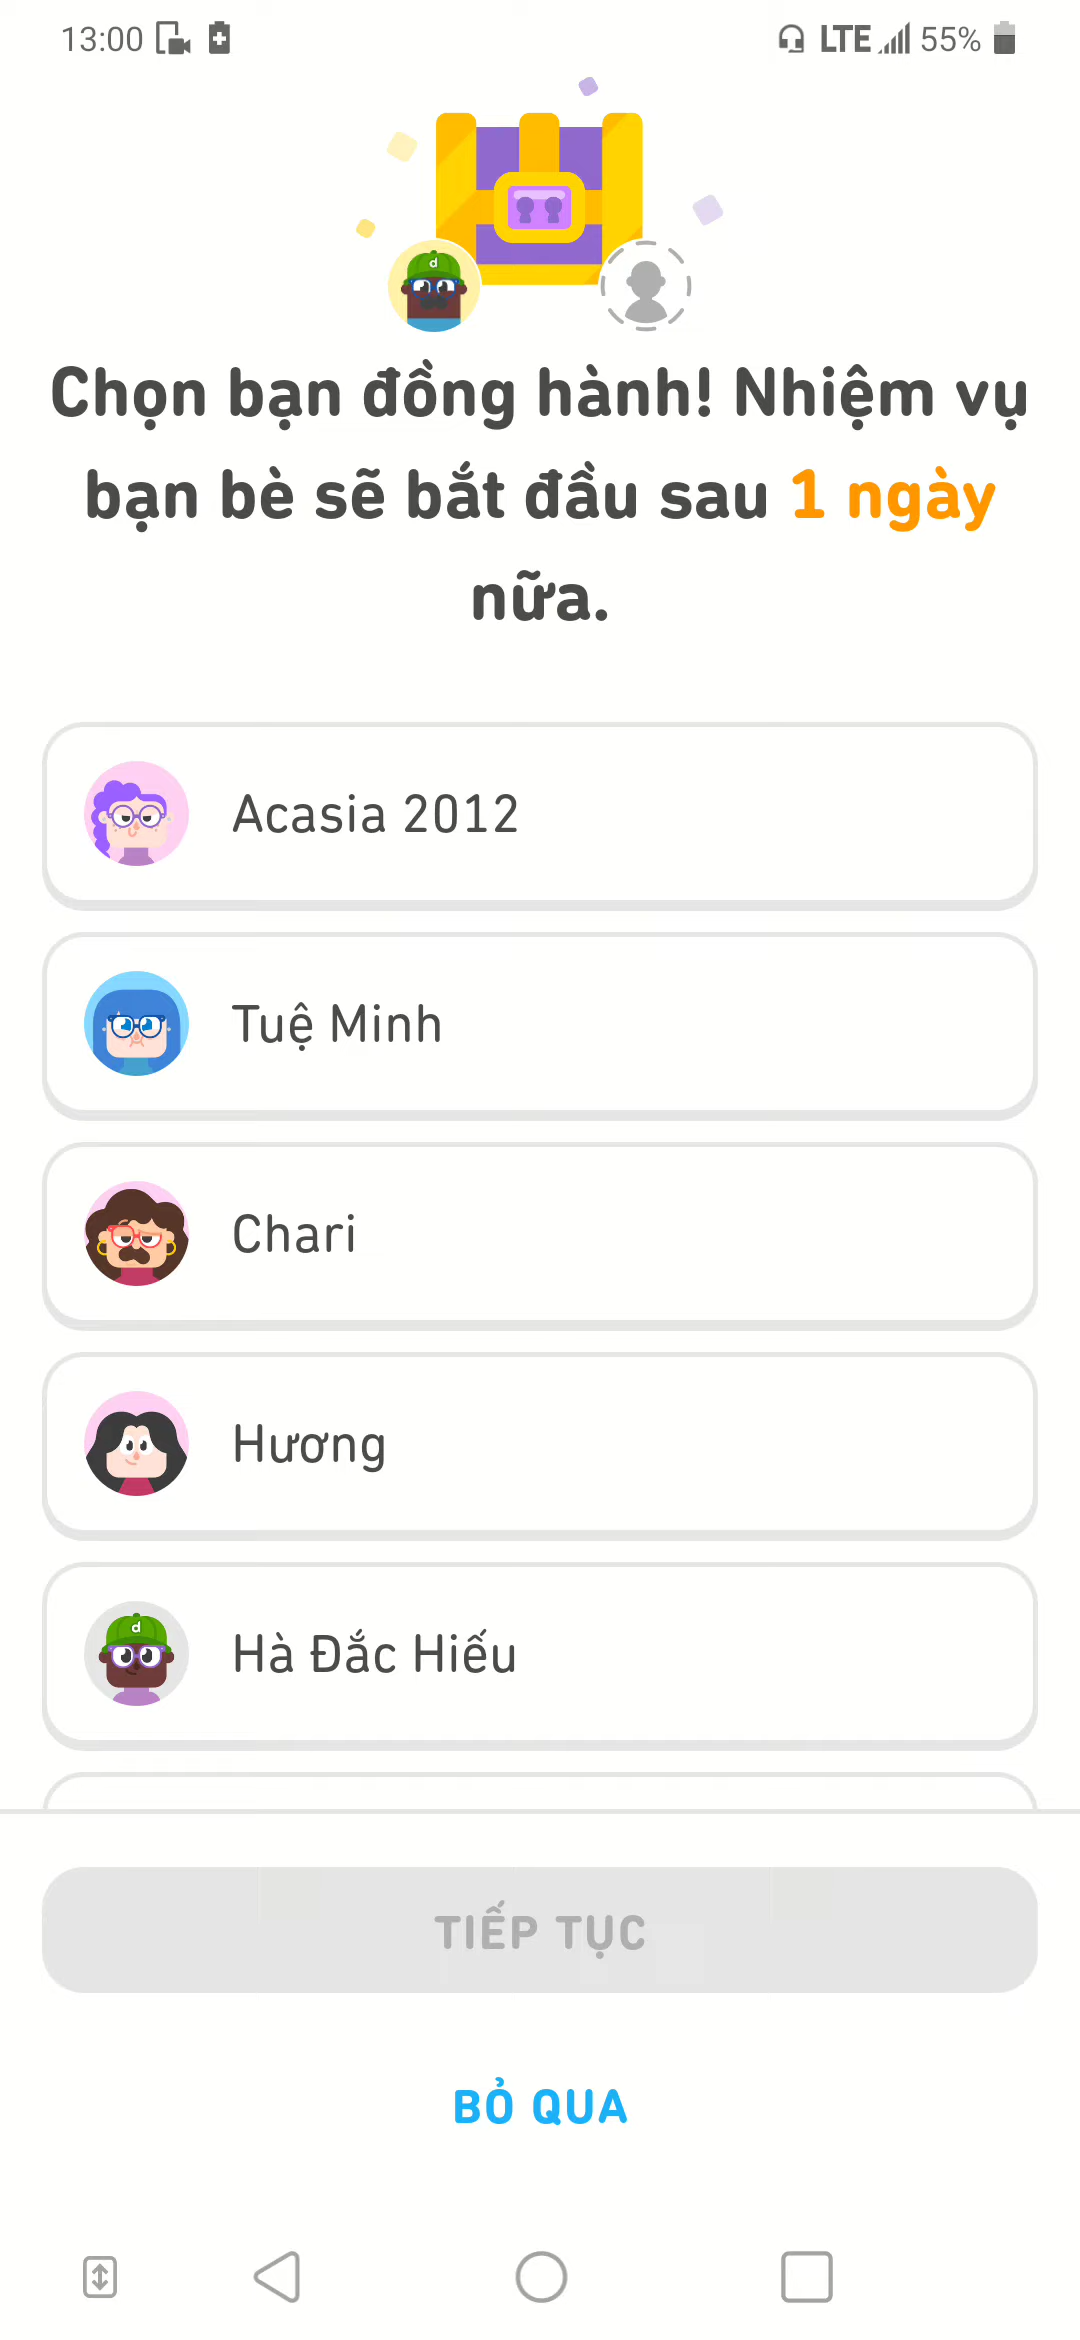 13:00 LTE 55%
Chọn bạn đồng hành! Nhiệm vụ
bạn bè sẽ bắt đầu sau 1 ngày
nữa.
Acasia 2012
Tuệ Minh
Chari
Hương
Hà Đắc Hiếu
TIẾP TỤC
BỎ QUA